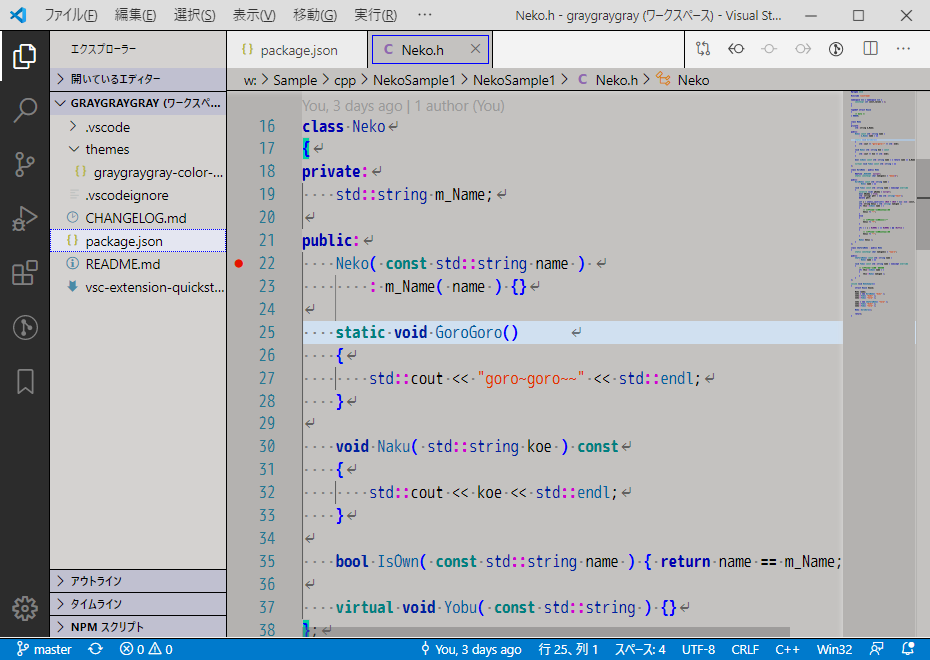 ファイル(F) 編集(E) 選択(S) 表示(V) 移動(G) 実行(R) ··· Neko.h - graygraygray (ワークスペース) - Visual St...
エクスプローラー
開いているエディター
GRAYGRAYGRAY (ワークスペ...
.vscode
themes
{} graygraygray-color-...
.vscodeignore
CHANGELOG.md
{} package.json
README.md
vsc-extension-quickst...
アウトライン
タイムライン
NPM スクリプト
{} package.json
C Neko.h
w: > Sample > cpp > NekoSample1 > NekoSample1 > C Neko.h > Neko
You, 3 days ago | 1 author (You)
16 class·Neko↵
17 {↵
18 private:↵
19 ····std::string m_Name;↵
20 ↵
21 public:↵
22 ····Neko(·const·std::string·name·)·↵
23 ········:·m_Name(·name·)·{}↵
24 ↵
25 ····static·void·GoroGoro() ↵
26 ····{↵
27 ········std::cout·<<·"goro~goro~~"·<<·std::endl;↵
28 ····}↵
29 ↵
30 ····void·Naku(·std::string·koe·)·const↵
31 ····{↵
32 ········std::cout·<<·koe·<<·std::endl;↵
33 ····}↵
34 ↵
35 ····bool·IsOwn(·const·std::string·name·)·{·return·name·==·m_Name;
36 ↵
37 ····virtual·void·Yobu(·const·std::string·)·{}↵
38 };↵
master 0 0 You, 3 days ago 行 25、列 1 スペース: 4 UTF-8 CRLF C++ Win32